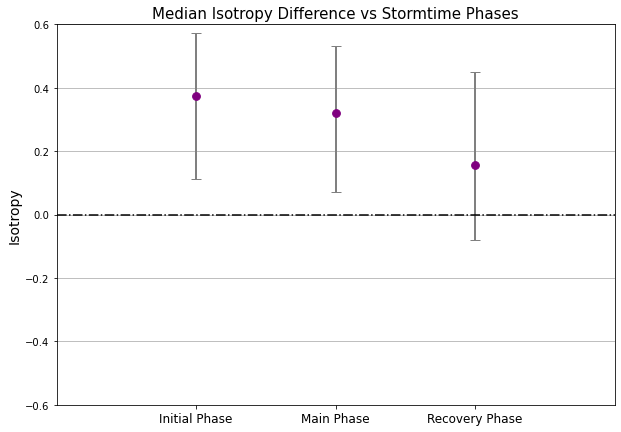 Median Isotropy Difference vs Stormtime Phases
0.6
0.4
0.2
0.0
−0.2
−0.4
−0.6
Isotropy
Initial Phase
Main Phase
Recovery Phase